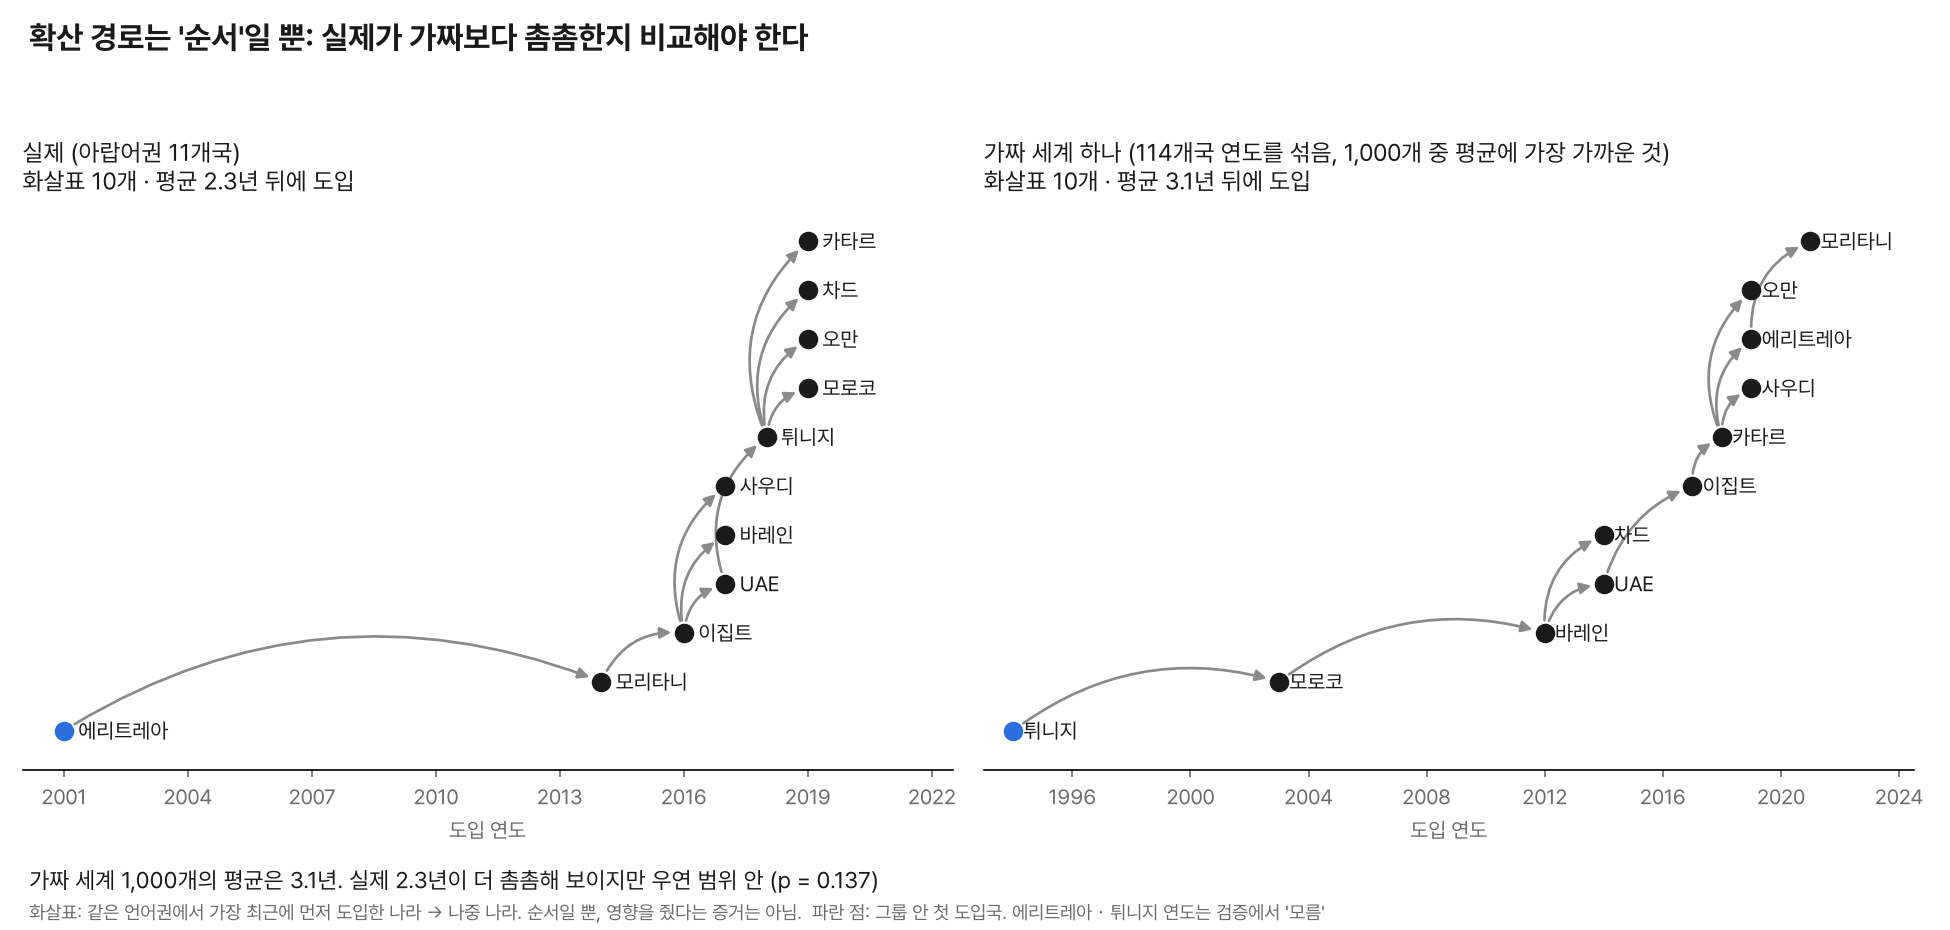 확산 경로는 '순서'일 뿐: 실제가 가짜보다 촘촘한지 비교해야 한다
실제 (아랍어권 11개국)
화살표 10개 · 평균 2.3년 뒤에 도입
카타르
차드
오만
모로코
튀니지
사우디
바레인
UAE
이집트
모리타니
에리트레아
2001 2004 2007 2010 2013 2016 2019 2022
도입 연도
가짜 세계 하나 (114개국 연도를 섞음, 1,000개 중 평균에 가장 가까운 것)
화살표 10개 · 평균 3.1년 뒤에 도입
모리타니
오만
에리트레아
사우디
카타르
이집트
차드
UAE
바레인
모로코
튀니지
1996 2000 2004 2008 2012 2016 2020 2024
도입 연도
가짜 세계 1,000개의 평균은 3.1년. 실제 2.3년이 더 촘촘해 보이지만 우연 범위 안 (p = 0.137)
화살표: 같은 언어권에서 가장 최근에 먼저 도입한 나라 → 나중 나라. 순서일 뿐, 영향을 줬다는 증거는 아님. 파란 점: 그룹 안 첫 도입국. 에리트레아 · 튀니지 연도는 검증에서 '모름'